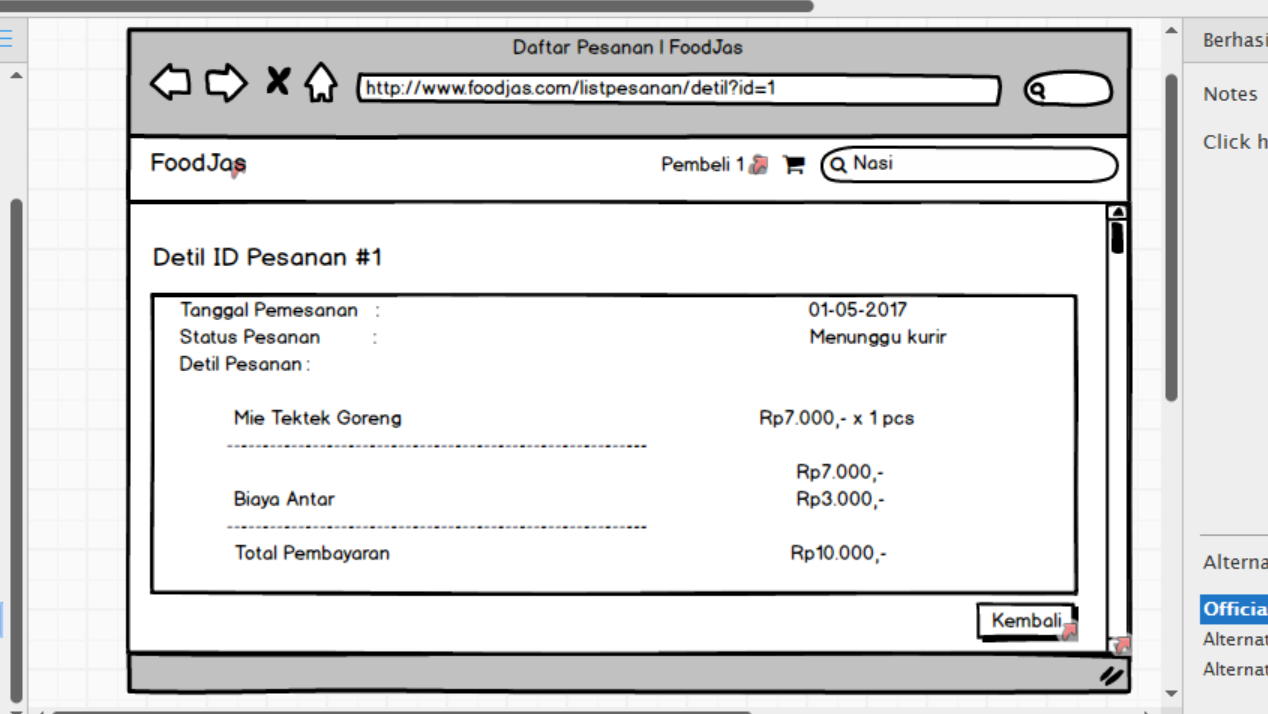 Daftar Pesanan | FoodJas
http://www.foodjas.com/listpesanan/detil?id=1
FoodJas Pembeli 1 Nasi
Detil ID Pesanan #1
Tanggal Pemesanan : 01-05-2017
Status Pesanan : Menunggu kurir
Detil Pesanan :
Mie Tektek Goreng Rp7.000,- x 1 pcs
Rp7.000,-
Biaya Antar Rp3.000,-
Total Pembayaran Rp10.000,-
Kembali
Berhasi
Notes
Click h
Alterna
Officia
Alternat
Alternat